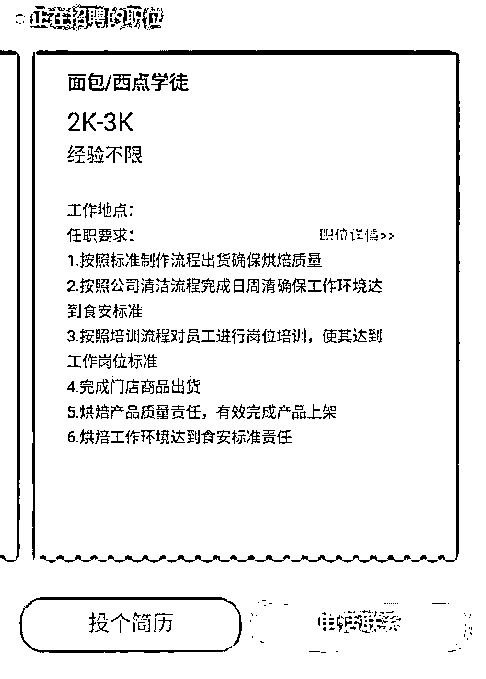 正在招聘的职位
面包/西点学徒
2K-3K
经验不限
工作地点：
任职要求：
职位详情>>
1.按照标准制作流程出货确保烘焙质量
2.按照公司清洁流程完成日周清确保工作环境达
到食安标准
3.按照培训流程对员工进行岗位培训，使其达到
工作岗位标准
4.完成门店商品出货
5.烘焙产品质量责任，有效完成产品上架
6.烘焙工作环境达到食安标准责任
投个简历
电话联系